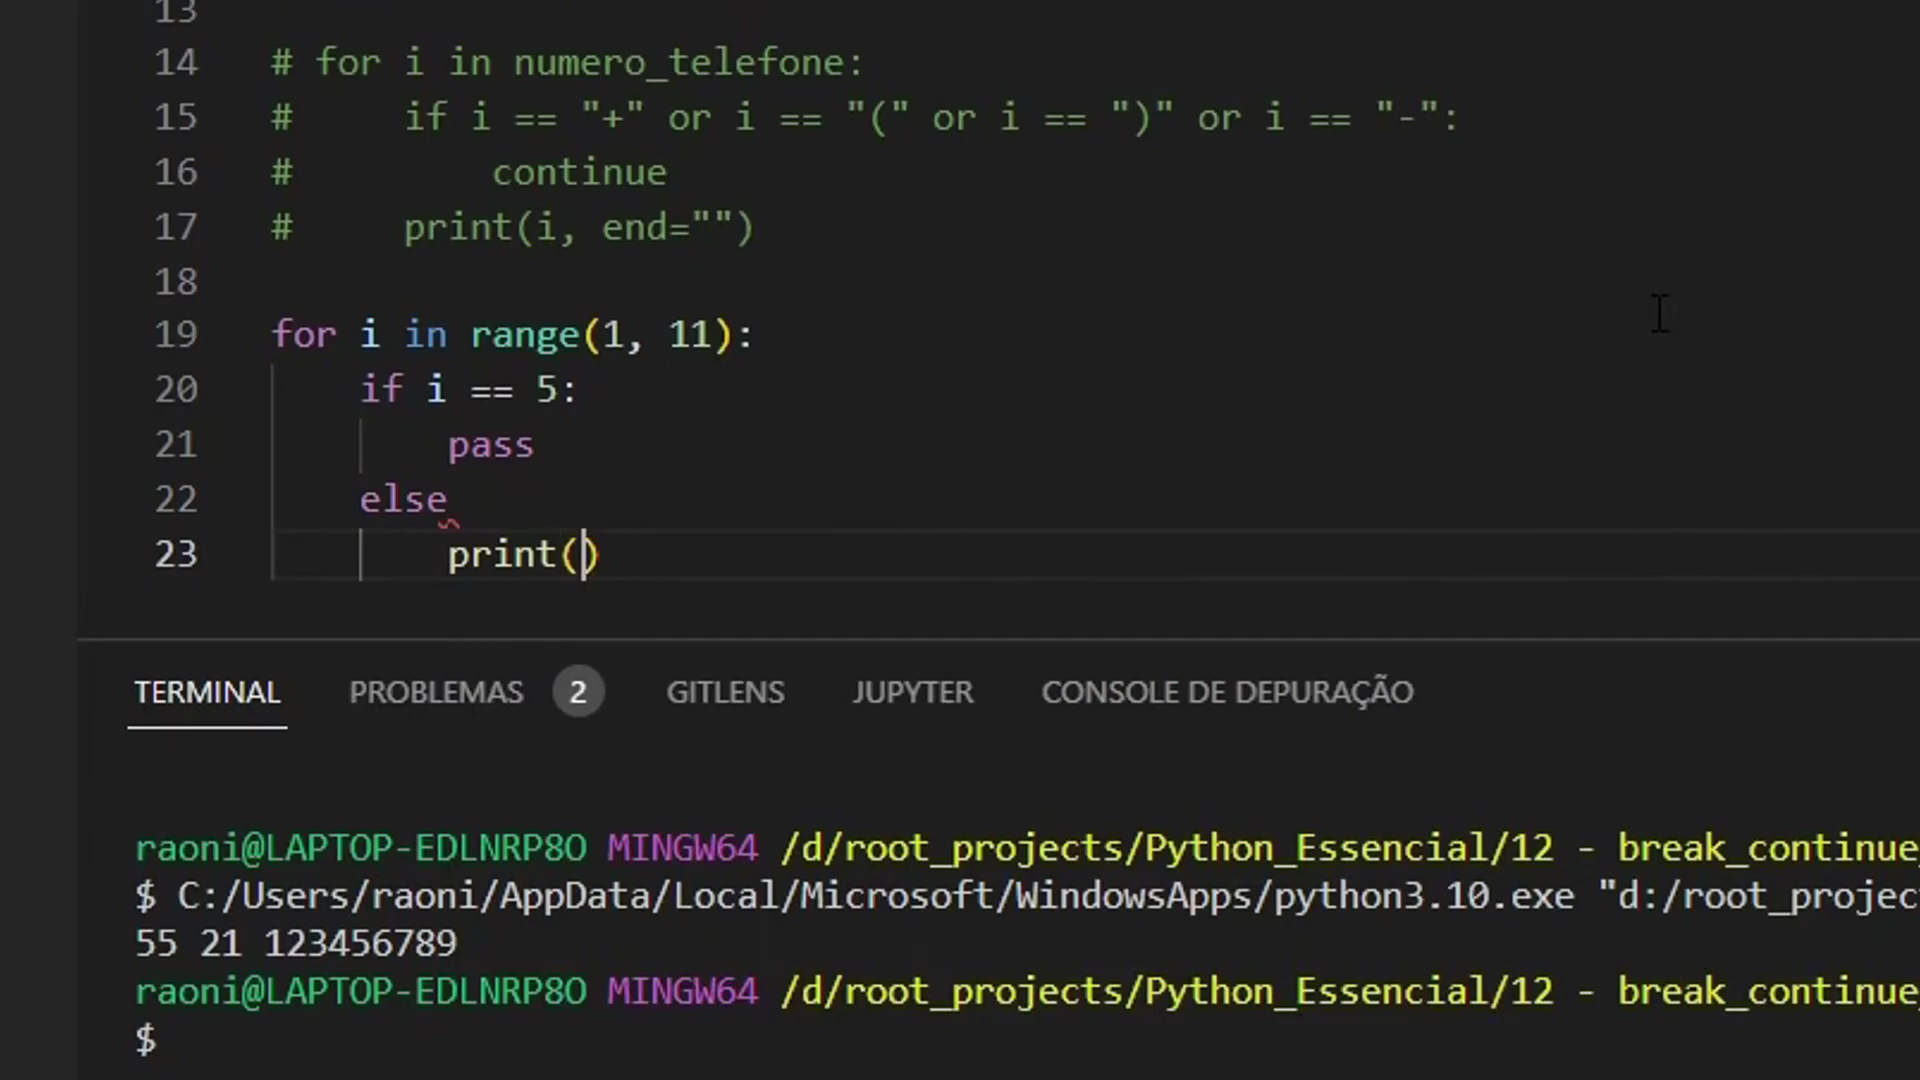 13
14 # for i in numero_telefone:
15 #     if i == "+" or i == "(" or i == ")" or i == "-":
16 #         continue
17 #     print(i, end="")
18
19 for i in range(1, 11):
20     if i == 5:
21         pass
22     else
23         print()
TERMINAL PROBLEMAS 2 GITLENS JUPYTER CONSOLE DE DEPURAÇÃO
raoni@LAPTOP-EDLNRP8O MINGW64 /d/root_projects/Python_Essencial/12 - break_continue_
$ C:/Users/raoni/AppData/Local/Microsoft/WindowsApps/python3.10.exe "d:/root_projec
55 21 123456789
raoni@LAPTOP-EDLNRP8O MINGW64 /d/root_projects/Python_Essencial/12 - break_continue_
$